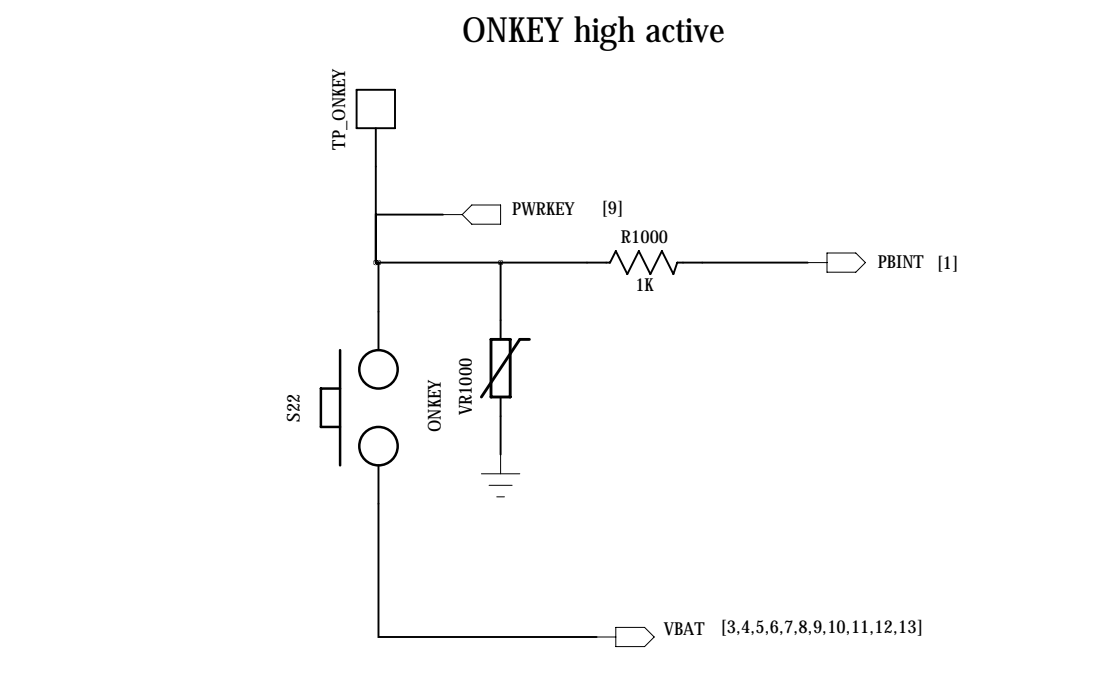 ONKEY high active
TP_ONKEY
PWRKEY [9]
R1000
1K
PBINT [1]
S22
ONKEY
VR1000
VBAT [3,4,5,6,7,8,9,10,11,12,13]